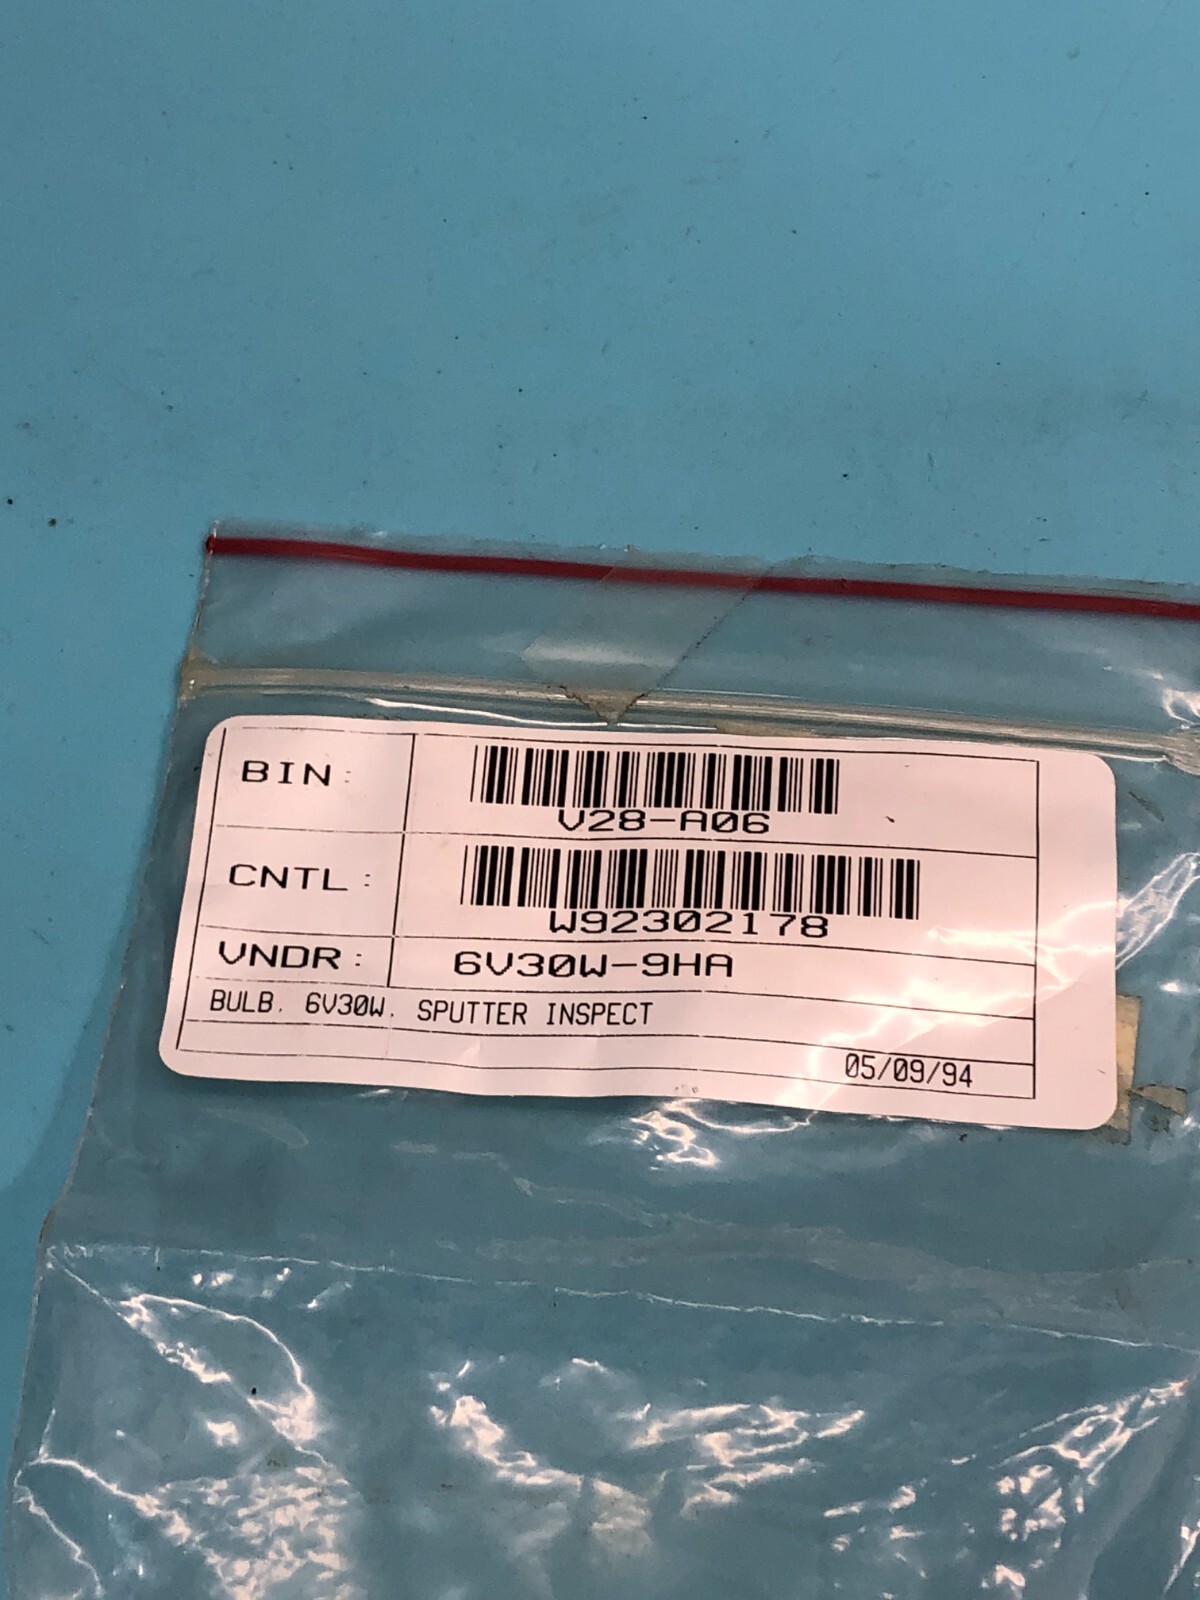 BIN:
V28-A06
CNTL:
W92302178
VNDR: 6V30W-9HA
BULB, 6V30W, SPUTTER INSPECT
05/09/94